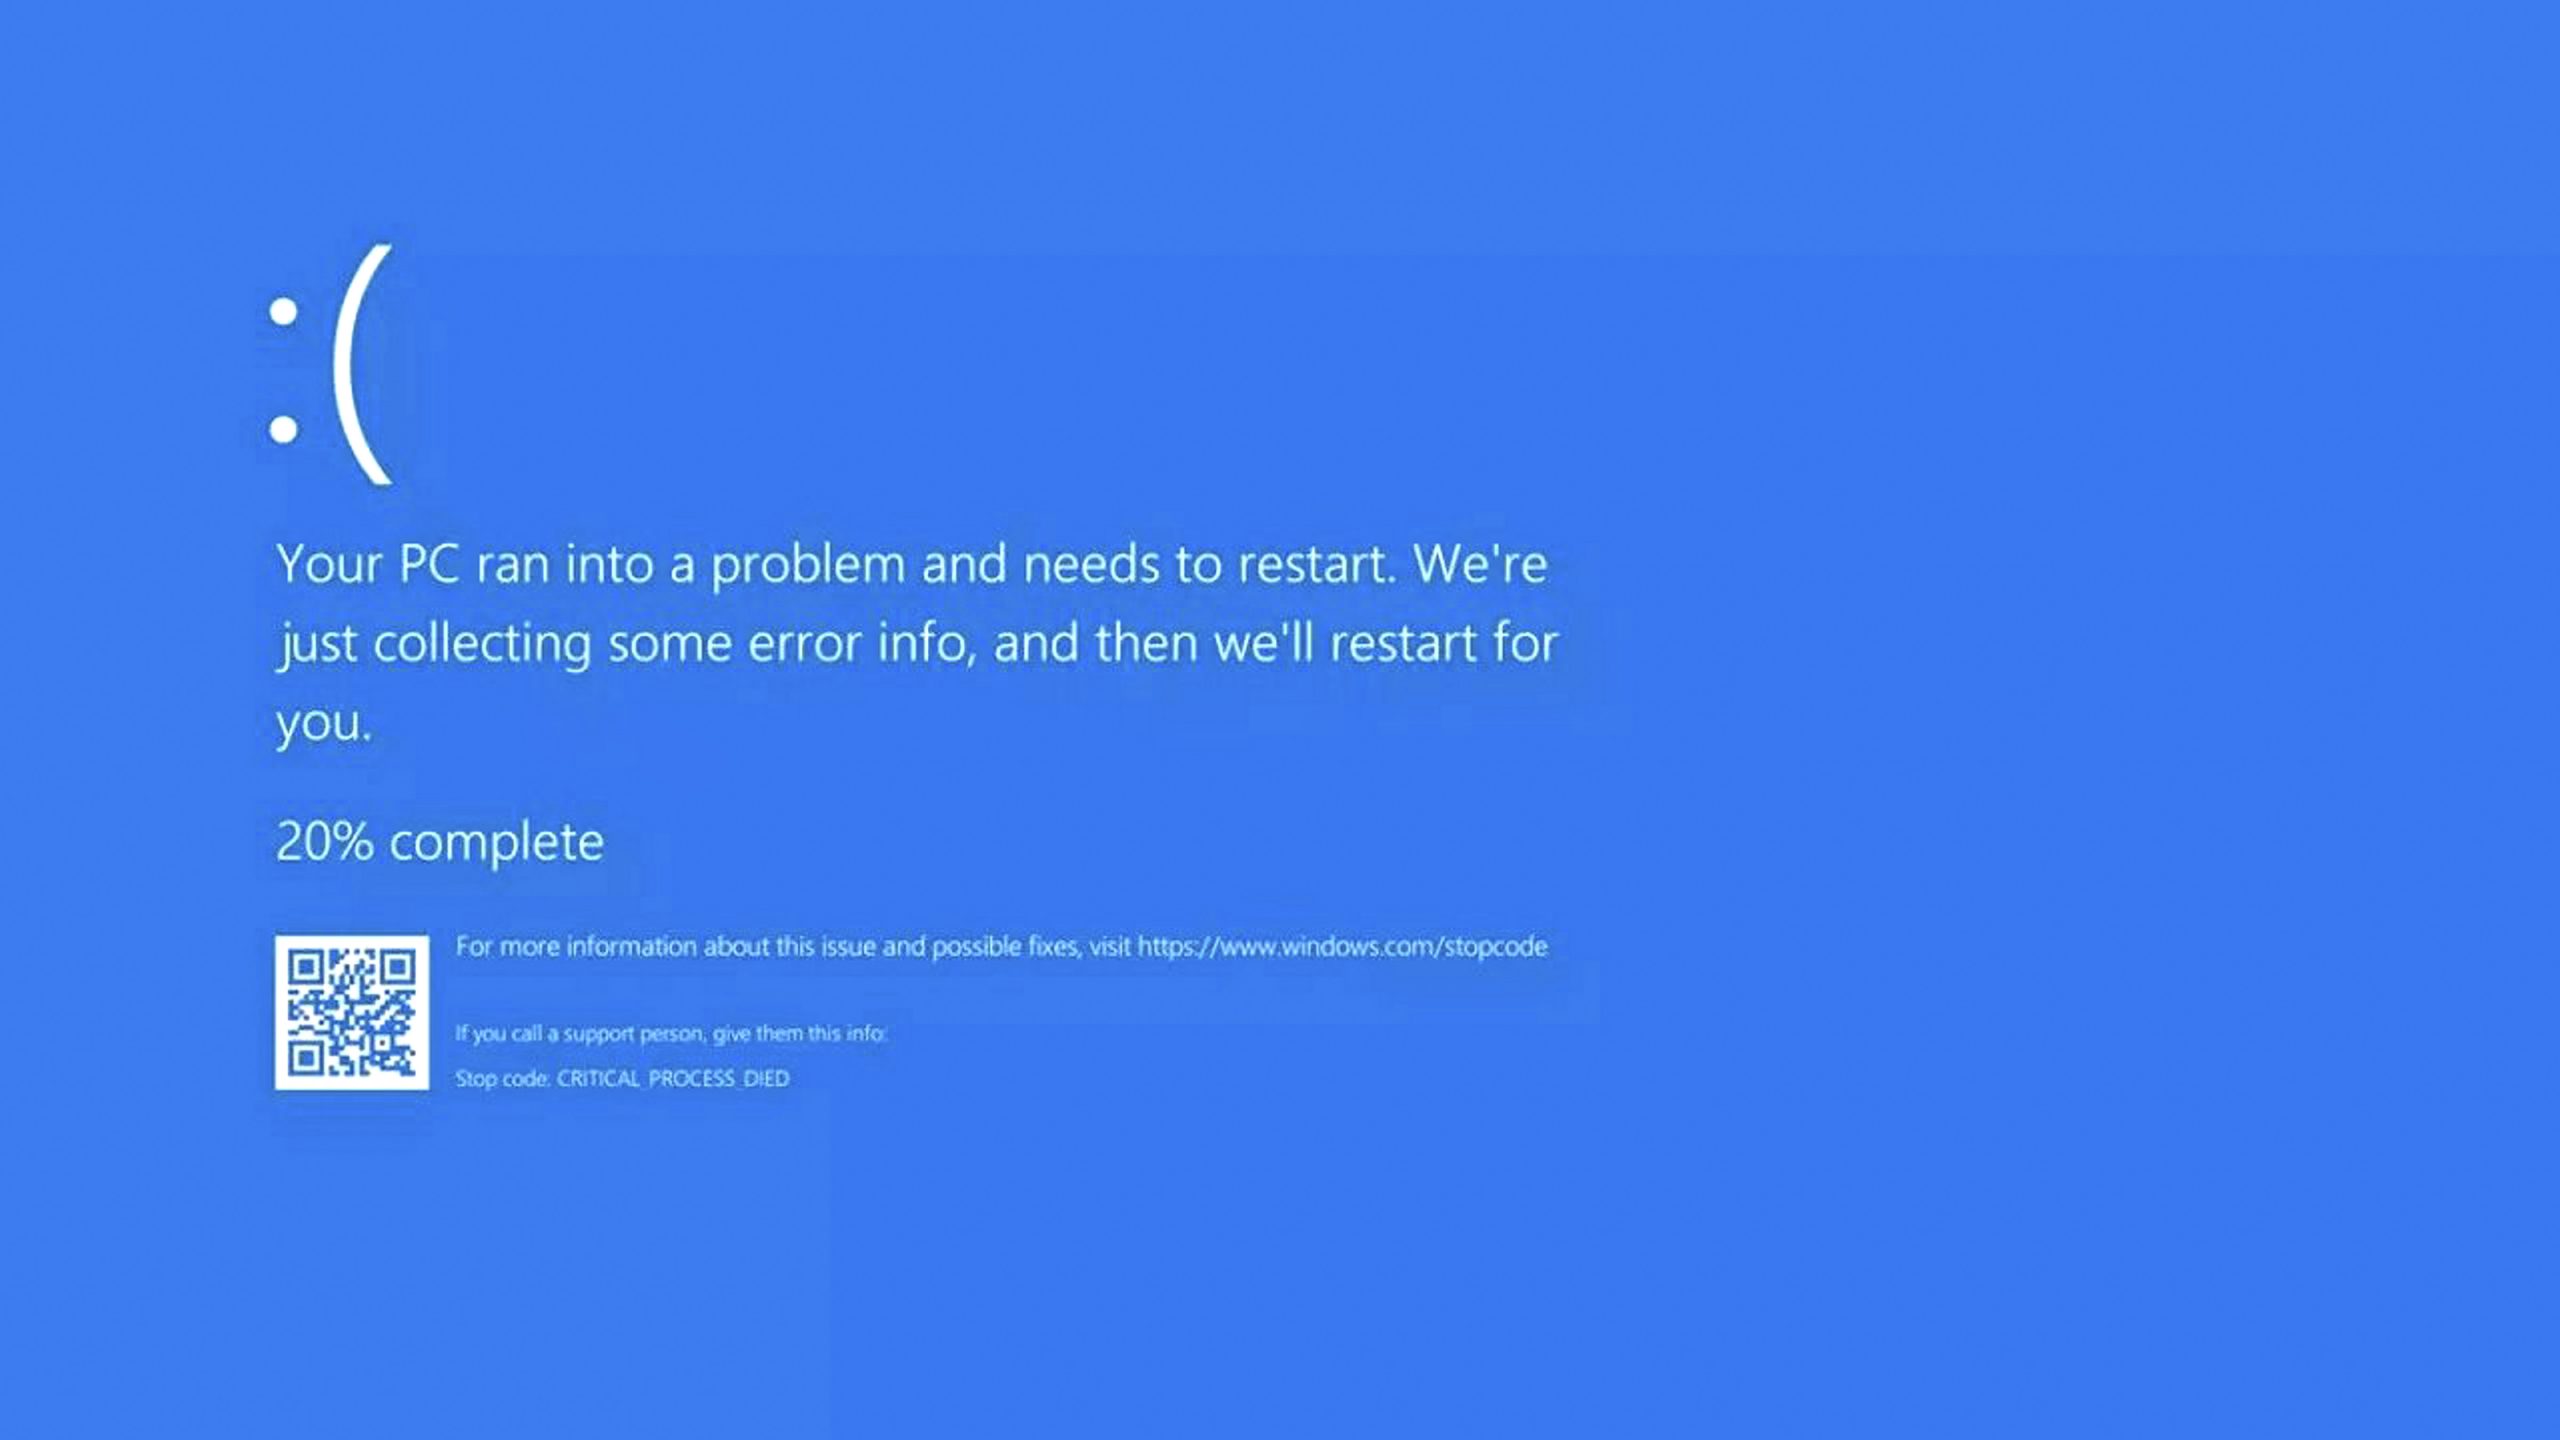 :(
Your PC ran into a problem and needs to restart. We're
just collecting some error info, and then we'll restart for
you.
20% complete
For more information about this issue and possible fixes, visit https://www.windows.com/stopcode
If you call a support person, give them this info:
Stop code: CRITICAL_PROCESS_DIED